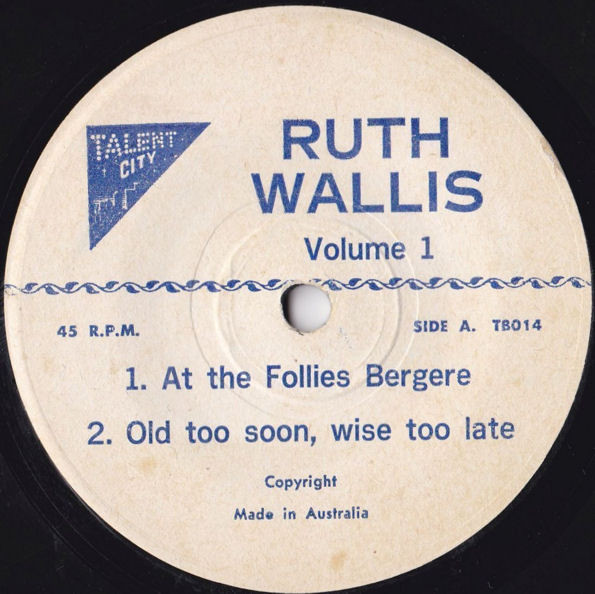 TALENT
CITY
RUTH
WALLIS
Volume 1
45 R.P.M.
SIDE A. TB014
1. At the Follies Bergere
2. Old too soon, wise too late
Copyright
Made in Australia